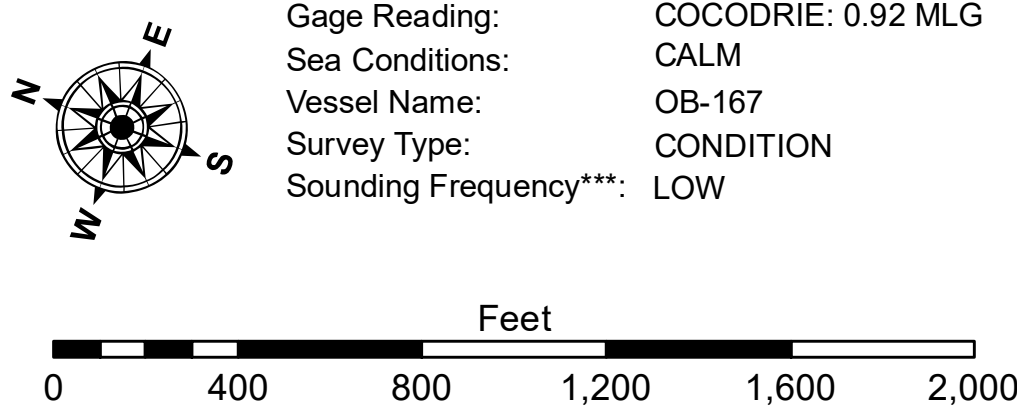 N
E
S
W
Gage Reading: COCODRIE: 0.92 MLG
Sea Conditions: CALM
Vessel Name: OB-167
Survey Type: CONDITION
Sounding Frequency***: LOW
Feet
0 400 800 1,200 1,600 2,000